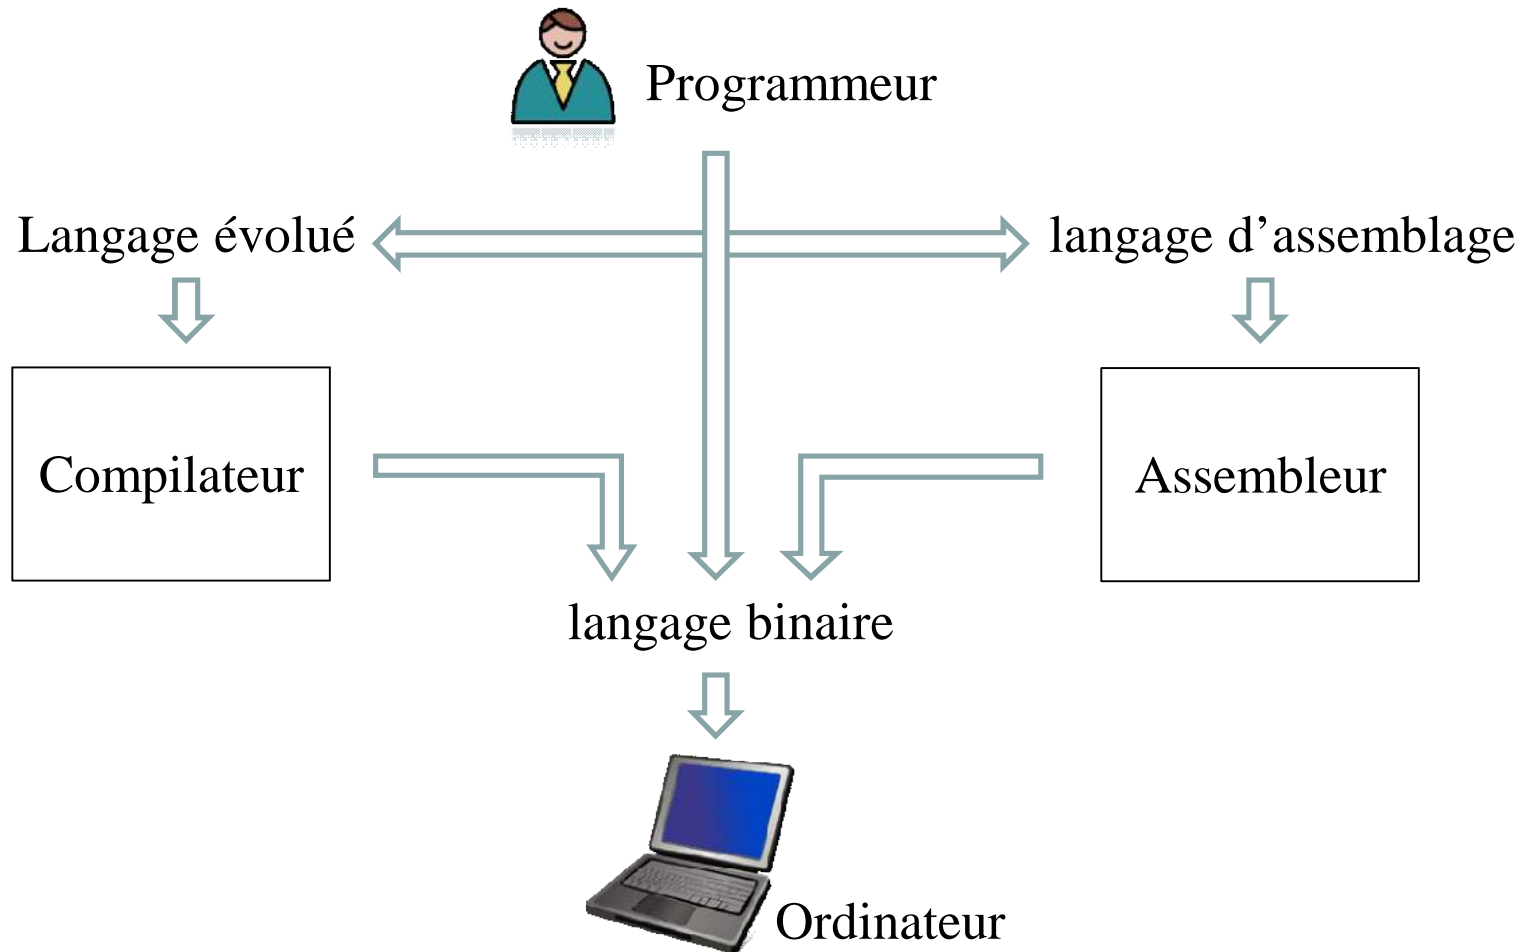 Programmeur
Langage évolué
langage d’assemblage
Compilateur
Assembleur
langage binaire
Ordinateur